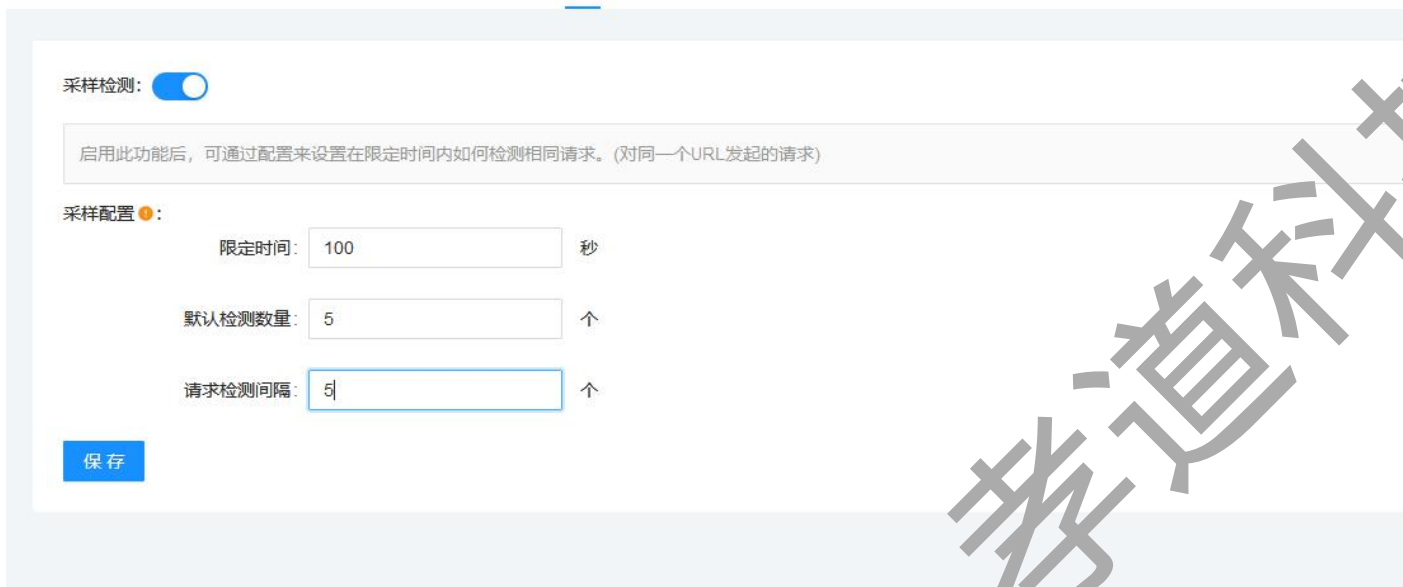 采样检测:
启用此功能后，可通过配置来设置在限定时间内如何检测相同请求。(对同一个URL发起的请求)
采样配置 ! :
限定时间: 100 秒
默认检测数量: 5 个
请求检测间隔: 5 个
保 存
孝道科